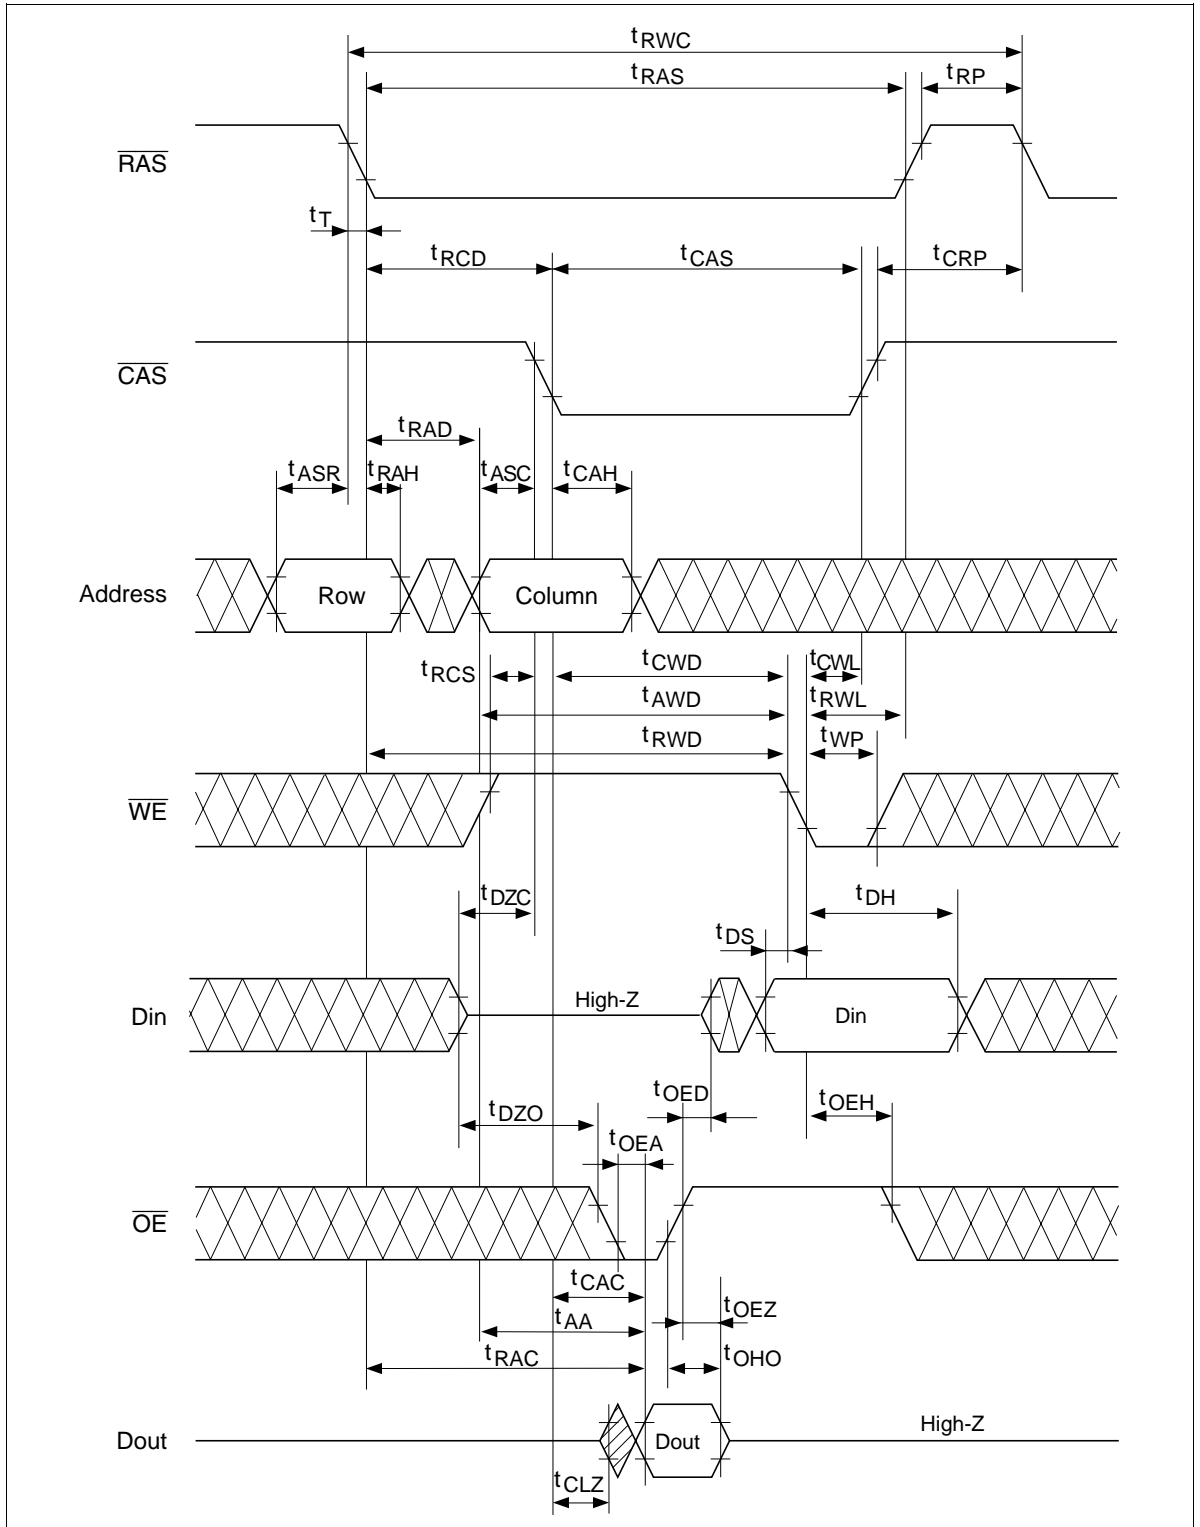 tRWC
tRAS
tRP
RAS
tT
tRCD
tCAS
tCRP
CAS
tRAD
tASR
tRAH
tASC
tCAH
Address
Row
Column
tRCS
tCWD
tCWL
tAWD
tRWL
tRWD
tWP
WE
tDZC
tDH
tDS
Din
High-Z
Din
tOED
tOEH
tDZO
tOEA
OE
tCAC
tOEZ
tAA
tRAC
tOHO
Dout
Dout
High-Z
tCLZ